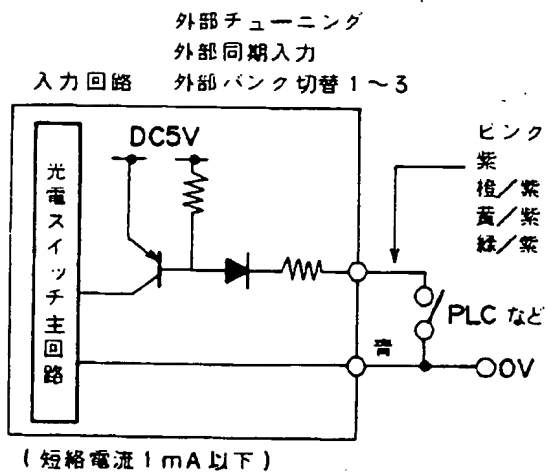 外部チューニング
外部同期入力
入力回路 外部バンク切替1～3
DC5V
光電スイッチ主回路
ピンク
紫
橙/紫
黄/紫
緑/紫
PLCなど
青
0V
(短絡電流1mA以下)